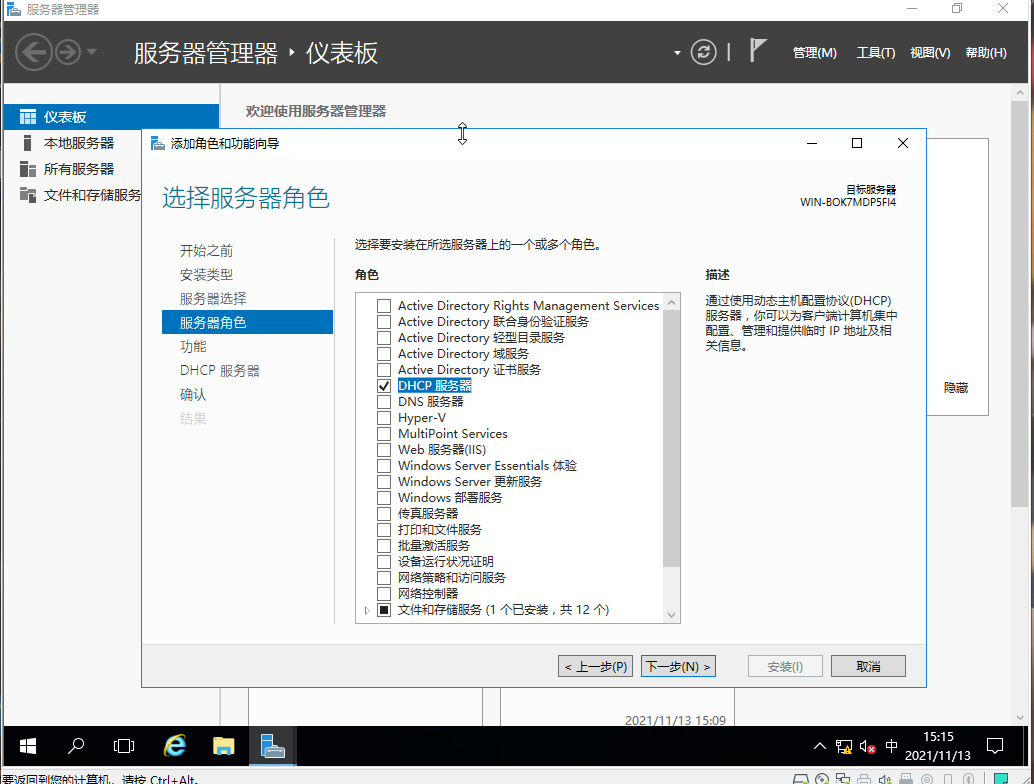 服务器管理器
服务器管理器 ‣ 仪表板
管理(M) 工具(T) 视图(V) 帮助(H)
仪表板
本地服务器
所有服务器
文件和存储服务
欢迎使用服务器管理器
添加角色和功能向导
选择服务器角色
目标服务器
WIN-BOK7MDP5FI4
开始之前
安装类型
服务器选择
服务器角色
功能
DHCP 服务器
确认
结果
选择要安装在所选服务器上的一个或多个角色。
角色
Active Directory Rights Management Services
Active Directory 联合身份验证服务
Active Directory 轻型目录服务
Active Directory 域服务
Active Directory 证书服务
DHCP 服务器
DNS 服务器
Hyper-V
MultiPoint Services
Web 服务器(IIS)
Windows Server Essentials 体验
Windows Server 更新服务
Windows 部署服务
传真服务器
打印和文件服务
批量激活服务
设备运行状况证明
网络策略和访问服务
网络控制器
文件和存储服务 (1 个已安装，共 12 个)
描述
通过使用动态主机配置协议(DHCP)
服务器，你可以为客户端计算机集中
配置、管理和提供临时 IP 地址及相
关信息。
隐藏
< 上一步(P) 下一步(N) > 安装(I) 取消
2021/11/13 15:09
中
15:15
2021/11/13
要返回到您的计算机，请按 Ctrl+Alt。